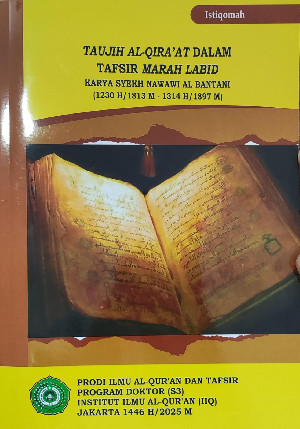 Istiqomah
TAUJIH AL-QIRA'AT DALAM
TAFSIR MARAH LABID
KARYA SYEKH NAWAWI AL BANTANI
(1230 H/1813 M - 1314 H/1897 M)
PRODI ILMU AL-QUR'AN DAN TAFSIR
PROGRAM DOKTOR (S3)
INSTITUT ILMU AL-QUR'AN (IIQ)
JAKARTA 1446 H/2025 M